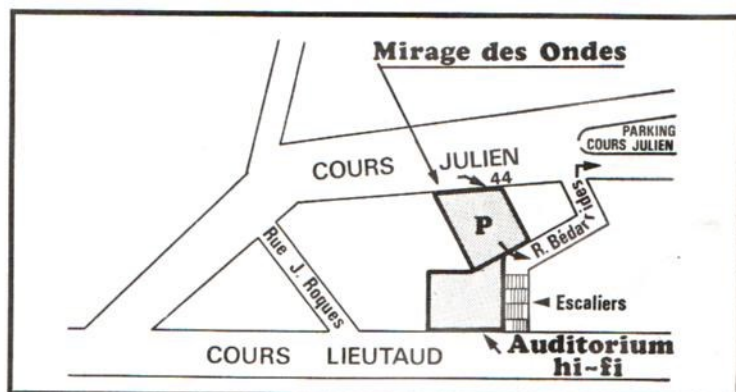 Mirage des Ondes
PARKING
COURS JULIEN
COURS JULIEN
44
P
R. Bédarrides
Rue J. Roques
Escaliers
COURS LIEUTAUD
Auditorium
hi-fi